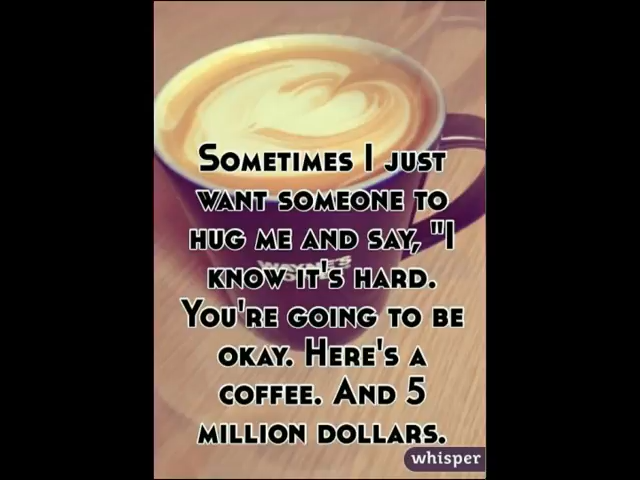 Sometimes I just
want someone to
hug me and say, "I
know it's hard.
You're going to be
okay. Here's a
coffee. And 5
million dollars.
whisper